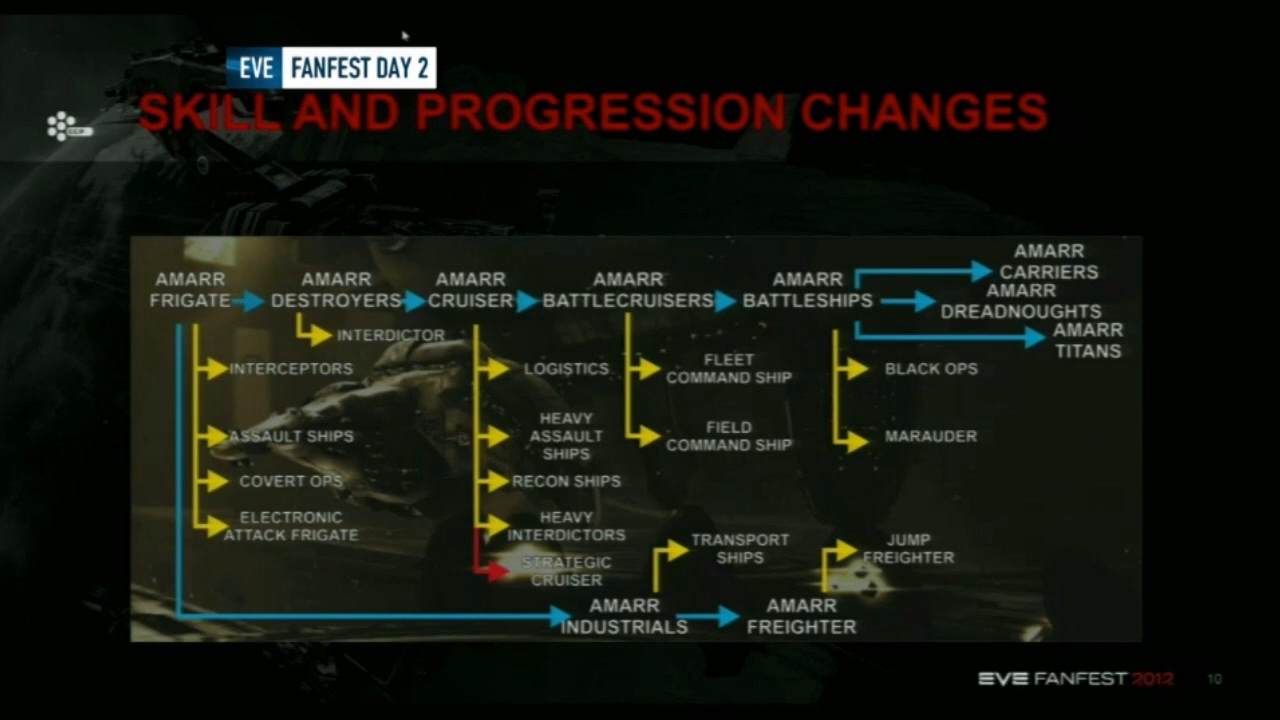 EVE FANFEST DAY 2
SKILL AND PROGRESSION CHANGES
CCP
AMARR
FRIGATE
AMARR
DESTROYERS
AMARR
CRUISER
AMARR
BATTLECRUISERS
AMARR
BATTLESHIPS
AMARR
CARRIERS
AMARR
DREADNOUGHTS
AMARR
TITANS
INTERDICTOR
INTERCEPTORS
ASSAULT SHIPS
COVERT OPS
ELECTRONIC
ATTACK FRIGATE
LOGISTICS
HEAVY
ASSAULT
SHIPS
RECON SHIPS
HEAVY
INTERDICTORS
STRATEGIC
CRUISER
FLEET
COMMAND SHIP
FIELD
COMMAND SHIP
BLACK OPS
MARAUDER
TRANSPORT
SHIPS
JUMP
FREIGHTER
AMARR
INDUSTRIALS
AMARR
FREIGHTER
EVE FANFEST 2012 10